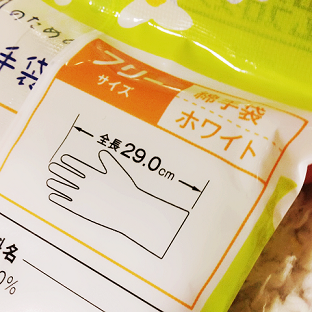 のために
手袋
フリー
サイズ
綿手袋
ホワイト
全長29.0cm
名
0%